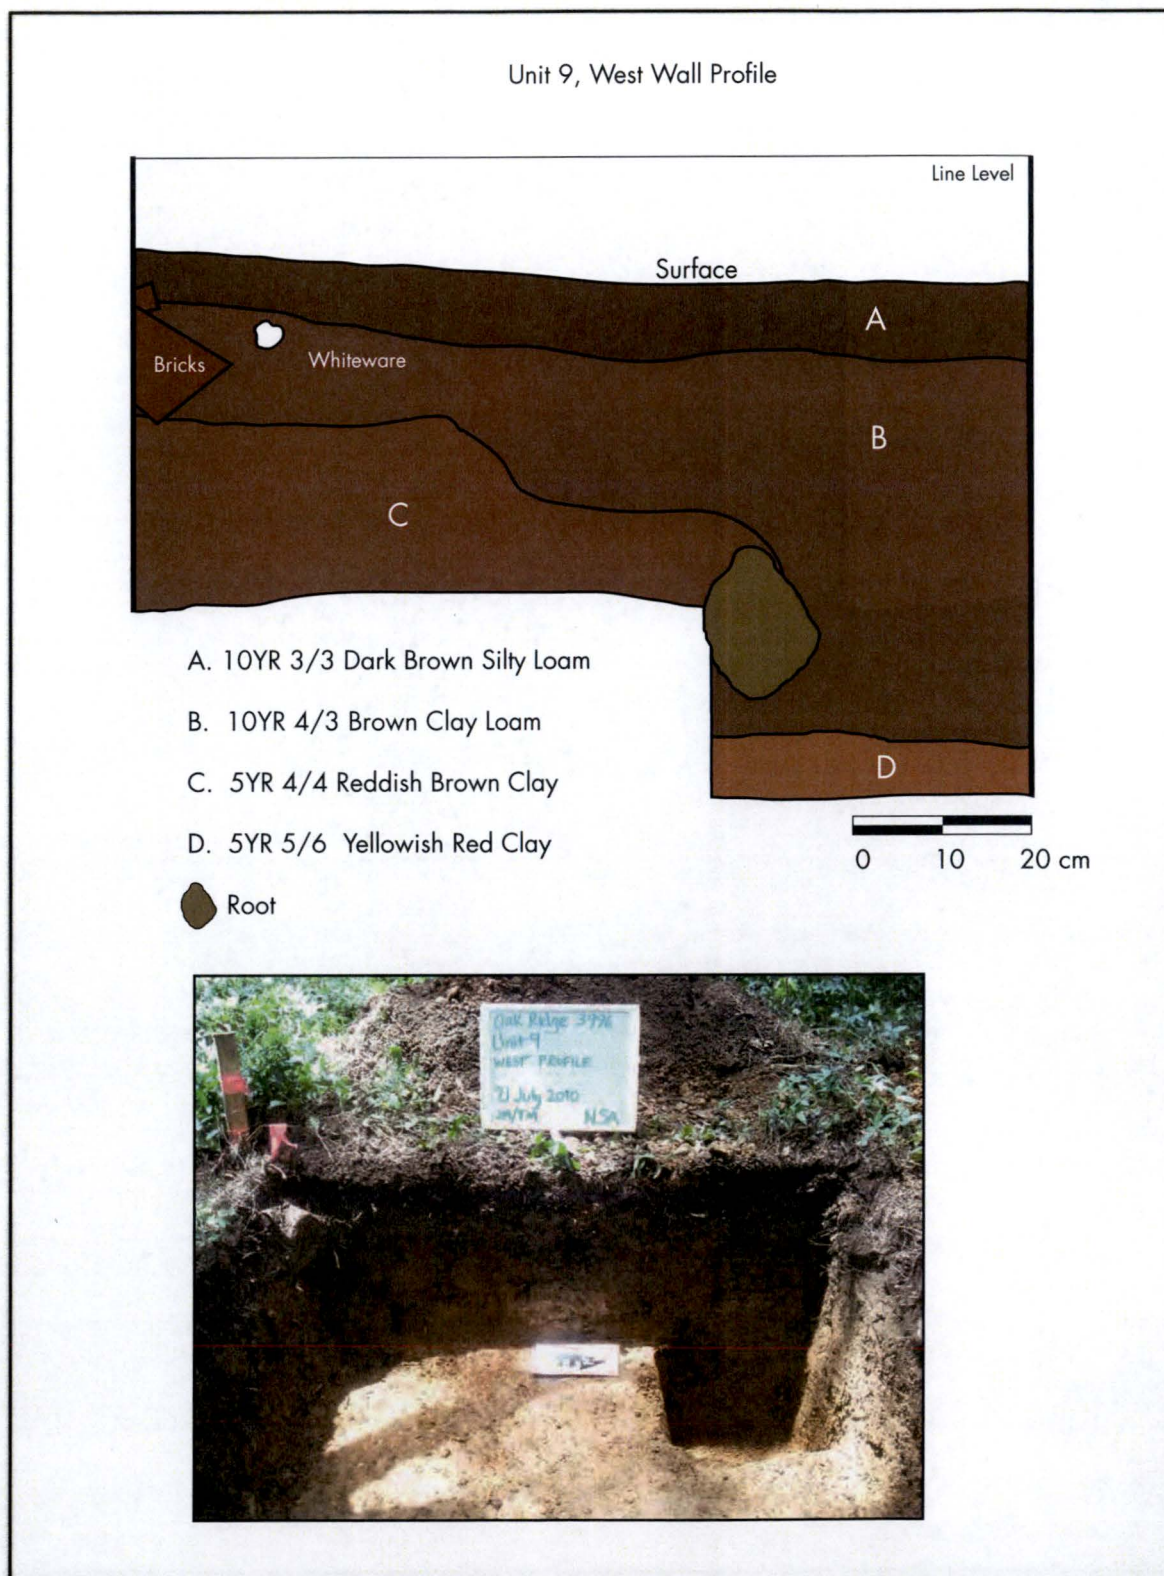 Unit 9, West Wall Profile
Line Level
Surface
A
Bricks
Whiteware
B
C
A. 10YR 3/3 Dark Brown Silty Loam
B. 10YR 4/3 Brown Clay Loam
C. 5YR 4/4 Reddish Brown Clay
D. 5YR 5/6 Yellowish Red Clay
D
0 10 20 cm
Root
Oak Ridge
Unit 9
WEST PROFILE
21 July 2010
NSA